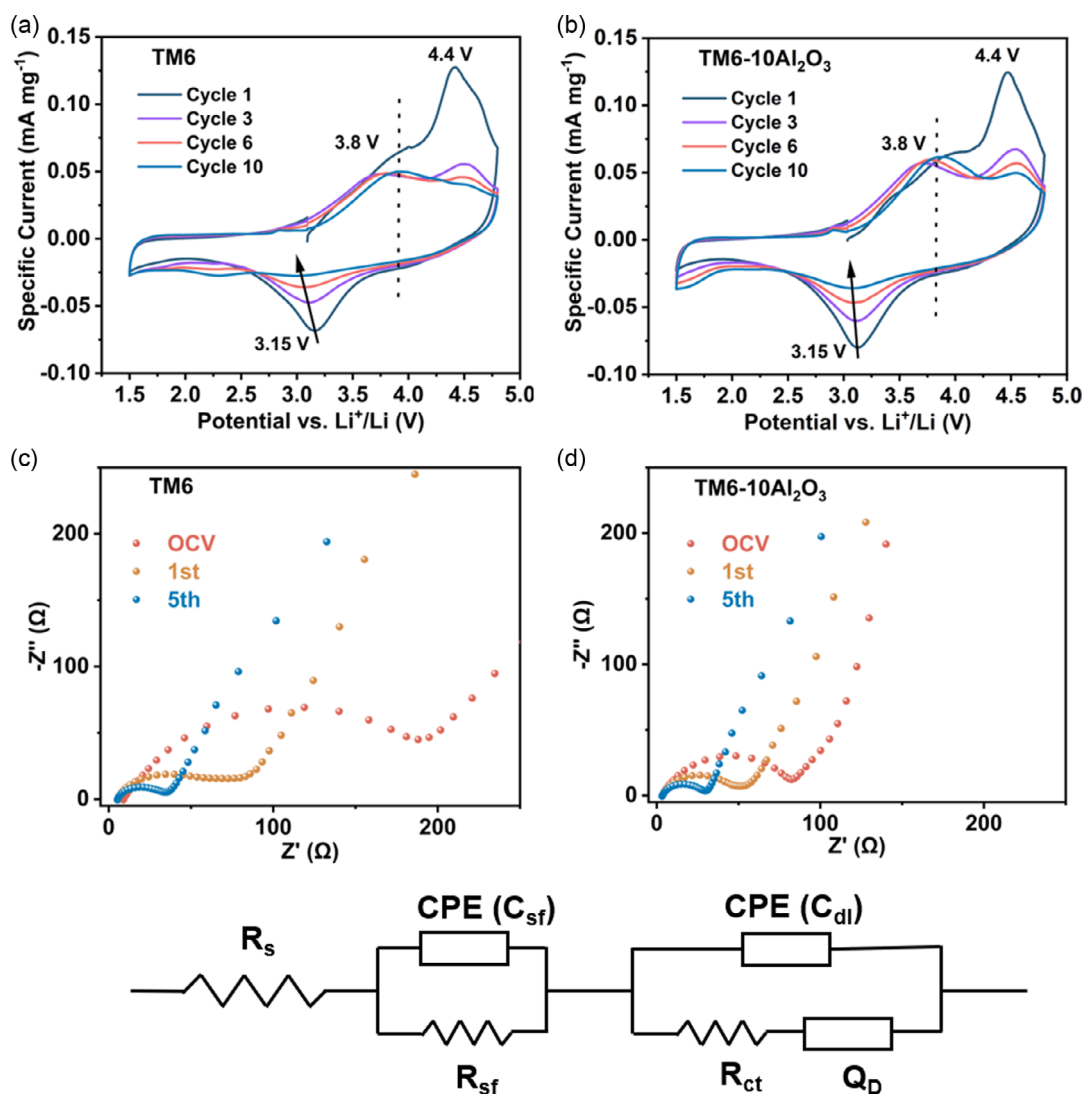 (a)
TM6
Cycle 1
Cycle 3
Cycle 6
Cycle 10
4.4 V
3.8 V
3.15 V
0.15
0.10
0.05
0.00
-0.05
-0.10
Specific Current (mA mg⁻¹)
1.5 2.0 2.5 3.0 3.5 4.0 4.5 5.0
Potential vs. Li⁺/Li (V)
(b)
TM6-10Al₂O₃
Cycle 1
Cycle 3
Cycle 6
Cycle 10
4.4 V
3.8 V
3.15 V
0.15
0.10
0.05
0.00
-0.05
-0.10
Specific Current (mA mg⁻¹)
1.5 2.0 2.5 3.0 3.5 4.0 4.5 5.0
Potential vs. Li⁺/Li (V)
(c)
TM6
OCV
1st
5th
200
100
0
-Z'' (Ω)
0 100 200
Z' (Ω)
(d)
TM6-10Al₂O₃
OCV
1st
5th
200
100
0
-Z'' (Ω)
0 100 200
Z' (Ω)
Rₛ
CPE (C_sf)
R_sf
CPE (C_dl)
R_ct
Q_D